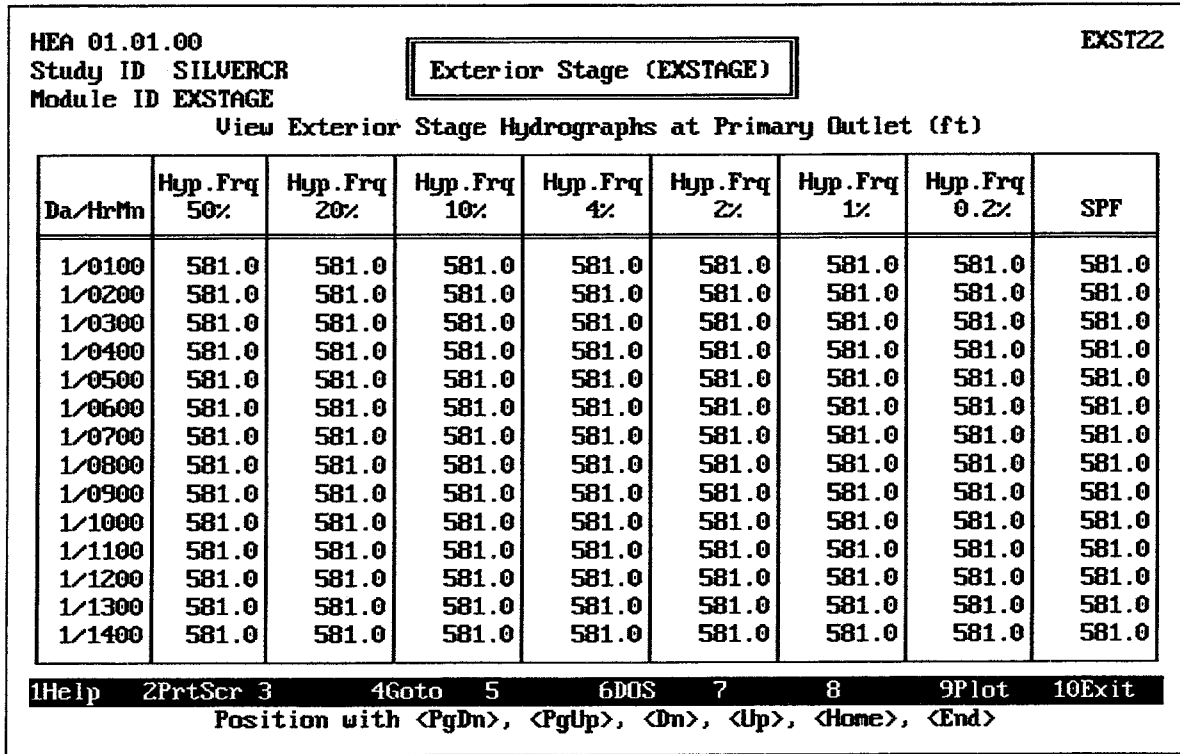 HEA 01.01.00 EXST22
Study ID SILVERCR Exterior Stage (EXSTAGE)
Module ID EXSTAGE
View Exterior Stage Hydrographs at Primary Outlet (ft)
Hyp.Frq Hyp.Frq Hyp.Frq Hyp.Frq Hyp.Frq Hyp.Frq Hyp.Frq
Da/HrMn 50% 20% 10% 4% 2% 1% 0.2% SPF
1/0100 581.0 581.0 581.0 581.0 581.0 581.0 581.0 581.0
1/0200 581.0 581.0 581.0 581.0 581.0 581.0 581.0 581.0
1/0300 581.0 581.0 581.0 581.0 581.0 581.0 581.0 581.0
1/0400 581.0 581.0 581.0 581.0 581.0 581.0 581.0 581.0
1/0500 581.0 581.0 581.0 581.0 581.0 581.0 581.0 581.0
1/0600 581.0 581.0 581.0 581.0 581.0 581.0 581.0 581.0
1/0700 581.0 581.0 581.0 581.0 581.0 581.0 581.0 581.0
1/0800 581.0 581.0 581.0 581.0 581.0 581.0 581.0 581.0
1/0900 581.0 581.0 581.0 581.0 581.0 581.0 581.0 581.0
1/1000 581.0 581.0 581.0 581.0 581.0 581.0 581.0 581.0
1/1100 581.0 581.0 581.0 581.0 581.0 581.0 581.0 581.0
1/1200 581.0 581.0 581.0 581.0 581.0 581.0 581.0 581.0
1/1300 581.0 581.0 581.0 581.0 581.0 581.0 581.0 581.0
1/1400 581.0 581.0 581.0 581.0 581.0 581.0 581.0 581.0
1Help 2PrtScr 3 4Goto 5 6DOS 7 8 9Plot 10Exit
Position with <PgDn>, <PgUp>, <Dn>, <Up>, <Home>, <End>